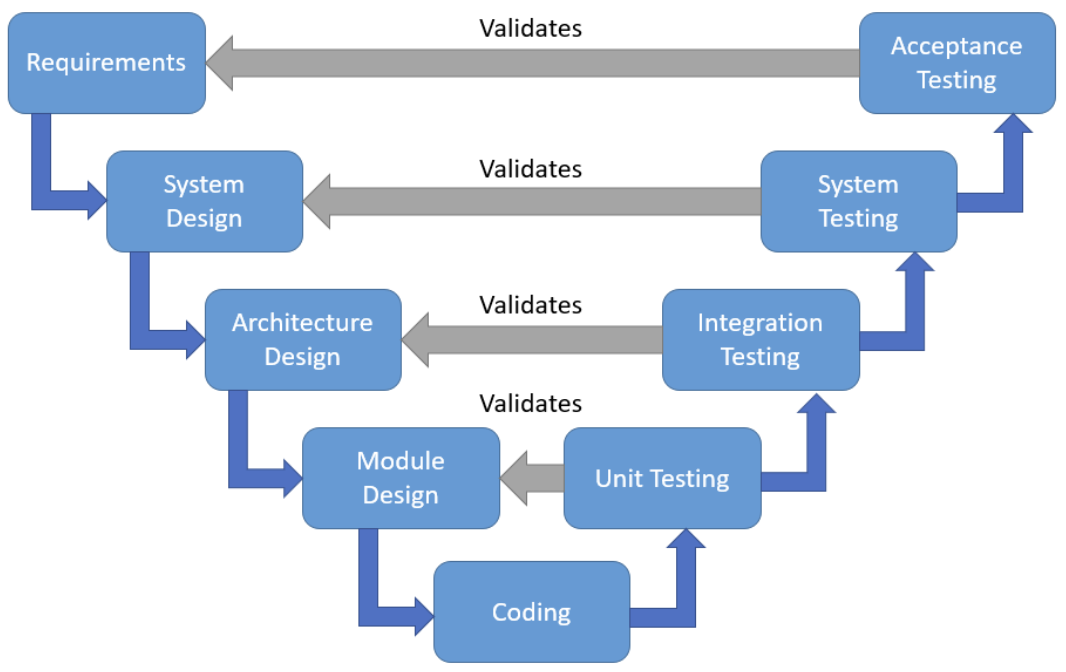 Requirements
Validates
Acceptance
Testing
System
Design
Validates
System
Testing
Architecture
Design
Validates
Integration
Testing
Module
Design
Validates
Unit Testing
Coding